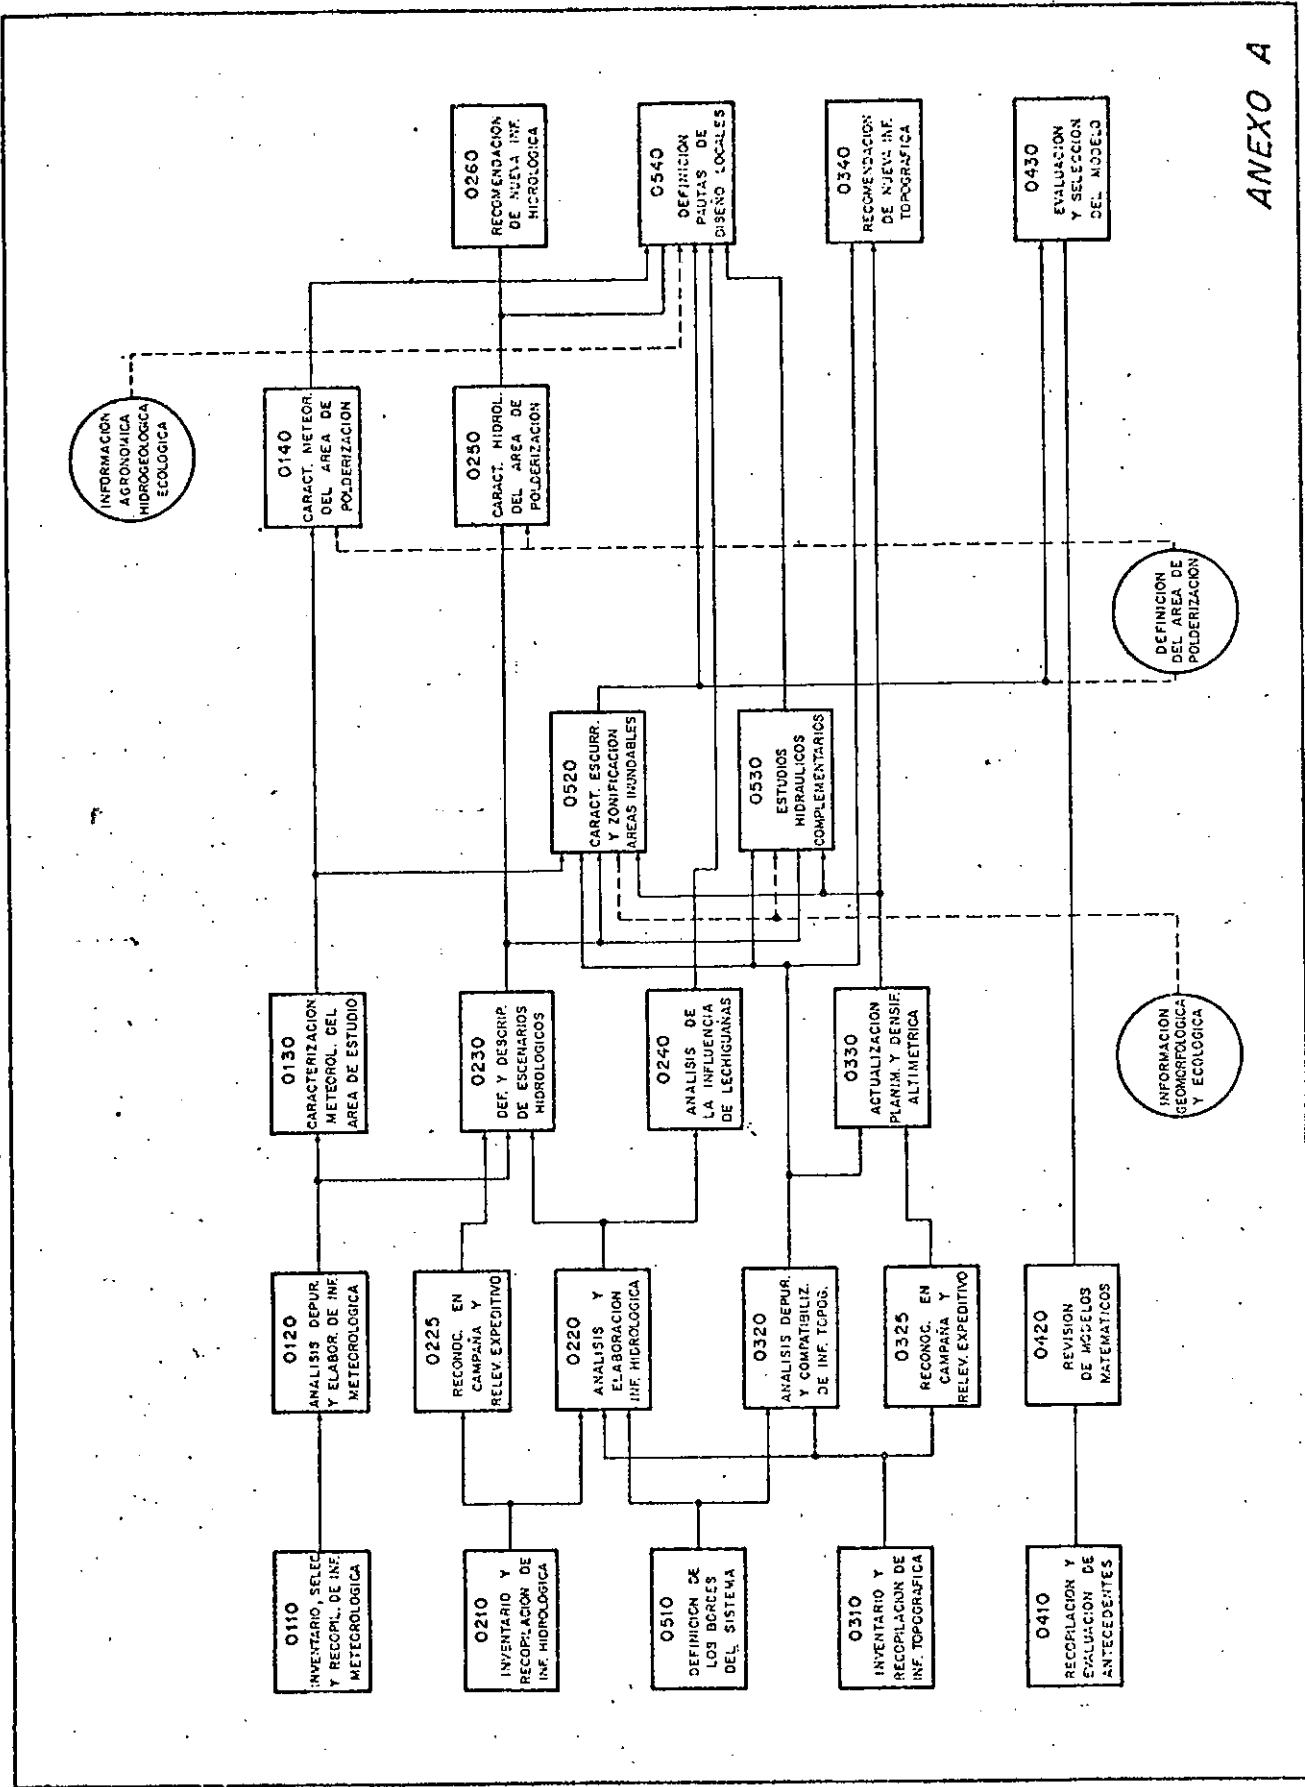 0110
INVENTARIO, SELEC
Y RECOPIL. DE INF.
METEOROLOGICA
0210
INVENTARIO Y
RECOPILACION DE
INF. HIDROLOGICA
0510
DEFINICION DE
LOS BORDES
DEL SISTEMA
0310
INVENTARIO Y
RECOPILACION DE
INF. TOPOGRAFICA
0410
RECOPILACION Y
EVALUACION DE
ANTECEDENTES
0120
ANALISIS DEPUR.
Y ELABOR. DE INF.
METEOROLOGICA
0225
RECONOC. EN
CAMPAÑA Y
RELEV. EXPEDITIVO
0220
ANALISIS Y
ELABORACION
INF. HIDROLOGICA
0320
ANALISIS DEPUR.
Y COMPATIBILIZ.
DE INF. TOPOG.
0325
RECONOC. EN
CAMPAÑA Y
RELEV. EXPEDITIVO
0420
REVISION
DE MODELOS
MATEMATICOS
0130
CARACTERIZACION
METEOROL. DEL
AREA DE ESTUDIO
0230
DEF. Y DESCRIP.
DE ESCENARIOS
HIDROLOGICOS
0240
ANALISIS DE
LA INFLUENCIA
DE LECHIGUANAS
0330
ACTUALIZACION
PLANIM. Y DENSIF.
ALTIMETRICA
INFORMACION
GEOMORFOLOGICA
Y ECOLOGICA
0520
CARACT. ESCURR.
Y ZONIFICACION
AREAS INUNDABLES
0530
ESTUDIOS
HIDRAULICOS
COMPLEMENTARIOS
DEFINICION
DEL AREA DE
POLDERIZACION
INFORMACION
AGRONOMICA
HIDROGEOLOGICA
ECOLOGICA
0140
CARACT. METEOR.
DEL AREA DE
POLDERIZACION
0250
CARACT. HIDROL.
DEL AREA DE
POLDERIZACION
0260
RECOMENDACION
DE NUEVA INF.
HIDROLOGICA
0540
DEFINICION
PAUTAS DE
DISEÑO LOCALES
0340
RECOMENDACION
DE NUEVA INF.
TOPOGRAFICA
0430
EVALUACION
Y SELECCION
DEL MODELO
ANEXO A